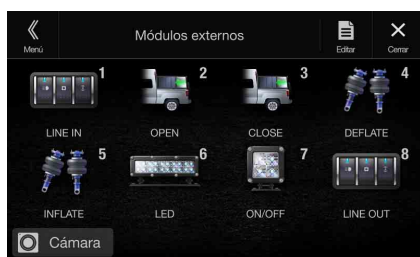 Menú
Módulos externos
Editar
Cerrar
1
2
3
4
LINE IN
OPEN
CLOSE
DEFLATE
5
6
7
8
INFLATE
LED
ON/OFF
LINE OUT
Cámara